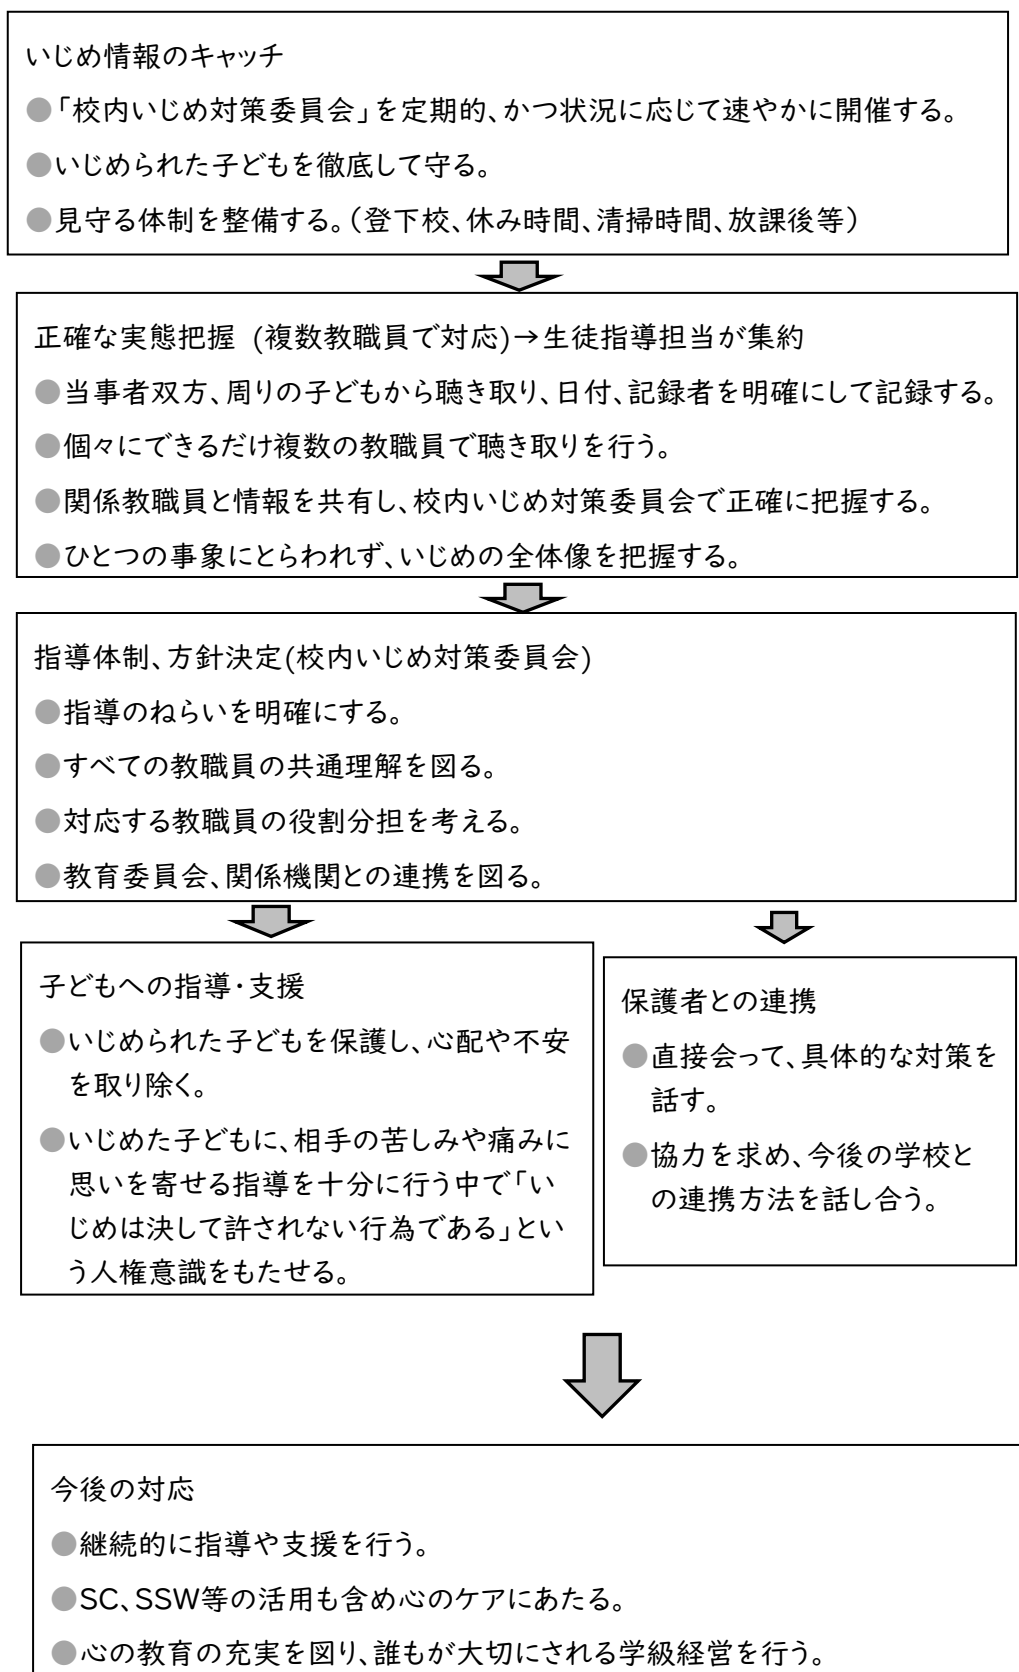 いじめ情報のキャッチ
●「校内いじめ対策委員会」を定期的、かつ状況に応じて速やかに開催する。
●いじめられた子どもを徹底して守る。
●見守る体制を整備する。（登下校、休み時間、清掃時間、放課後等）
正確な実態把握 (複数教職員で対応)→生徒指導担当が集約
●当事者双方、周りの子どもから聴き取り、日付、記録者を明確にして記録する。
●個々にできるだけ複数の教職員で聴き取りを行う。
●関係教職員と情報を共有し、校内いじめ対策委員会で正確に把握する。
●ひとつの事象にとらわれず、いじめの全体像を把握する。
指導体制、方針決定(校内いじめ対策委員会)
●指導のねらいを明確にする。
●すべての教職員の共通理解を図る。
●対応する教職員の役割分担を考える。
●教育委員会、関係機関との連携を図る。
子どもへの指導・支援
●いじめられた子どもを保護し、心配や不安
を取り除く。
●いじめた子どもに、相手の苦しみや痛みに
思いを寄せる指導を十分に行う中で「い
じめは決して許されない行為である」とい
う人権意識をもたせる。
保護者との連携
●直接会って、具体的な対策を
話す。
●協力を求め、今後の学校と
の連携方法を話し合う。
今後の対応
●継続的に指導や支援を行う。
●SC、SSW等の活用も含め心のケアにあたる。
●心の教育の充実を図り、誰もが大切にされる学級経営を行う。